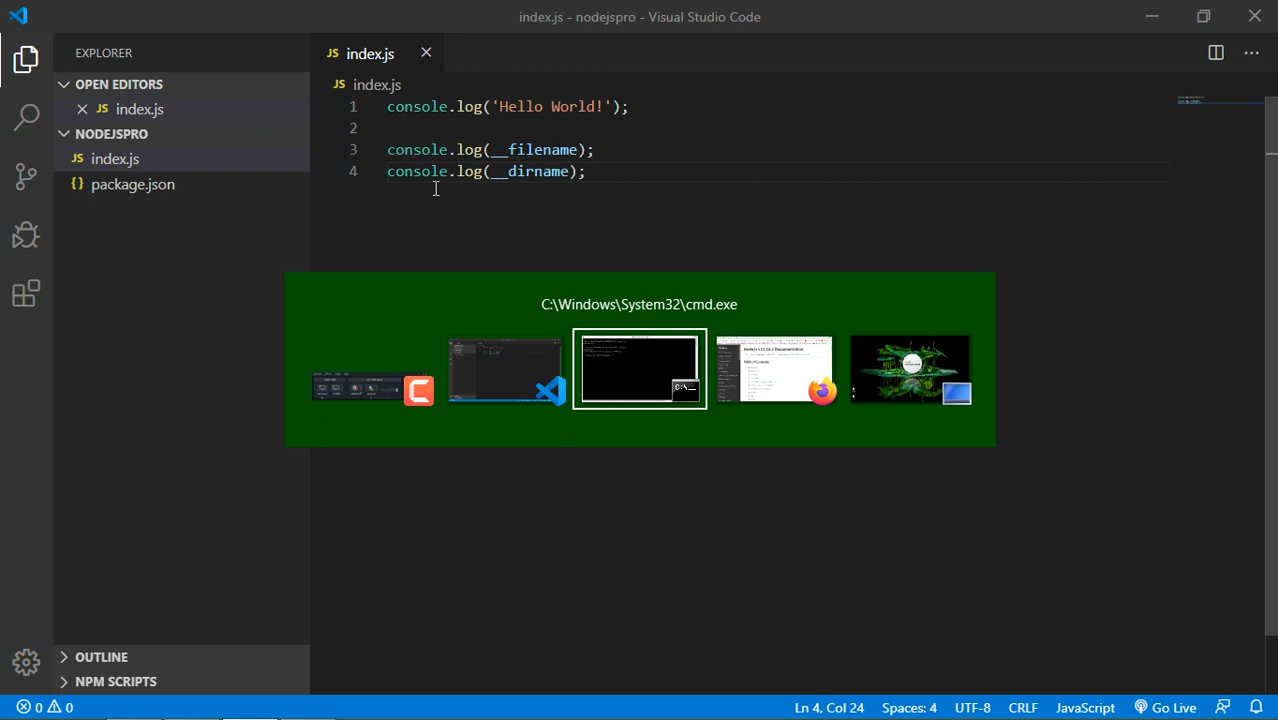 index.js - nodejspro - Visual Studio Code
EXPLORER
OPEN EDITORS
JS index.js
NODEJSPRO
JS index.js
{} package.json
OUTLINE
NPM SCRIPTS
JS index.js
JS index.js
1 console.log('Hello World!');
2
3 console.log(__filename);
4 console.log(__dirname);
C:\Windows\System32\cmd.exe
0 0
Ln 4, Col 24
Spaces: 4
UTF-8
CRLF
JavaScript
Go Live